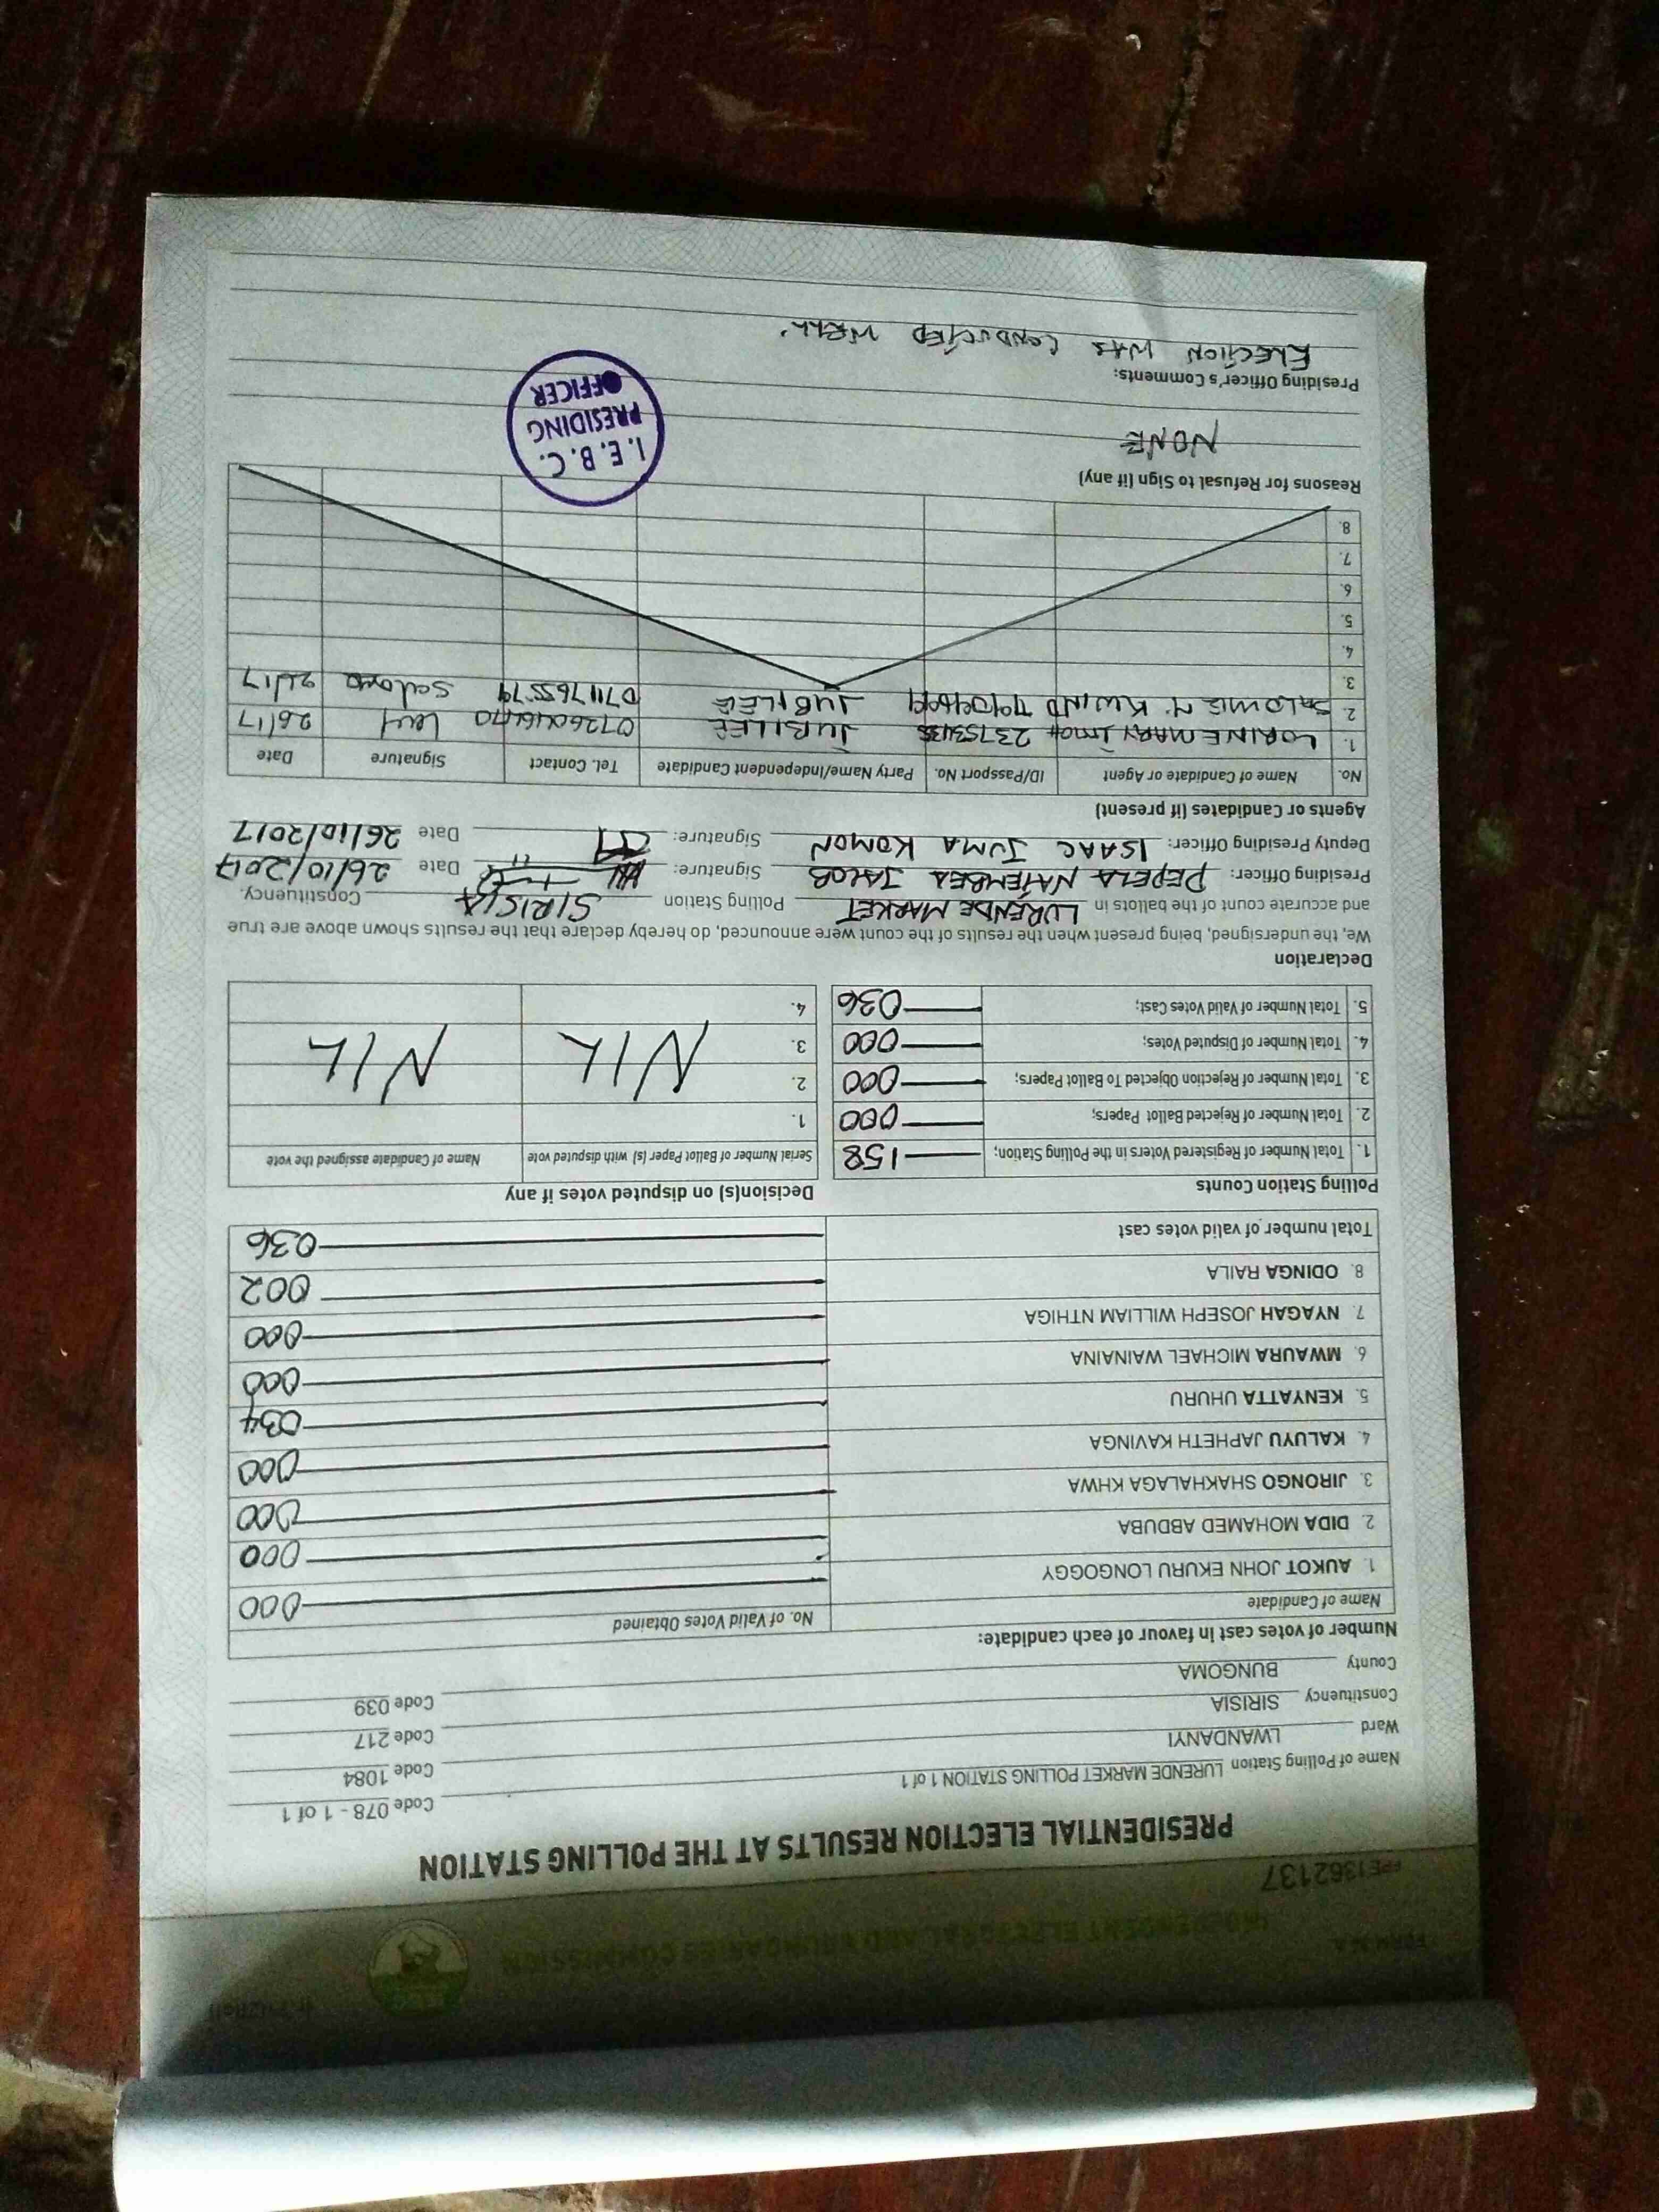 FORM 34 A
INDEPENDENT ELECTORAL AND BOUNDARIES COMMISSION
1362137
PRESIDENTIAL ELECTION RESULTS AT THE POLLING STATION
Name of Polling Station LURENDE MARKET POLLING STATION 1 of 1 Code 078 - 1 of 1
Ward LWANDANYI Code 1084
Constituency SIRISIA Code 217
County BUNGOMA Code 039
Number of votes cast in favour of each candidate:
Name of Candidate No. of Valid Votes Obtained
1. AUKOT JOHN EKURU LONGOGGY 000
2. DIDA MOHAMED ABDUBA 000
3. JIRONGO SHAKHALAGA KHWA 000
4. KALUYU JAPHETH KAVINGA 000
5. KENYATTA UHURU 034
6. MWAURA MICHAEL WAINAINA 000
7. NYAGAH JOSEPH WILLIAM NTHIGA 000
8. ODINGA RAILA 002
Total number of valid votes cast 036
Polling Station Counts
1. Total Number of Registered Voters in the Polling Station; 158
2. Total Number of Rejected Ballot Papers; 000
3. Total Number of Rejection Objected To Ballot Papers; 000
4. Total Number of Disputed Votes; 000
5. Total Number of Valid Votes Cast; 036
Decision(s) on disputed votes if any
Serial Number of Ballot Paper (s) with disputed vote Name of Candidate assigned the vote
1.
2.
3. NIL NIL
4.
Declaration
We, the undersigned, being present when the results of the count were announced, do hereby declare that the results shown above are true
and accurate count of the ballots in LURENDE MARKET Polling Station SIRISIA Constituency.
Presiding Officer: PEPELA NATEMBEA JACOB Signature: Date 26/10/2017
Deputy Presiding Officer: ISAAC JUMA KOMON Signature: Date 26/10/2017
Agents or Candidates (if present)
No. Name of Candidate or Agent ID/Passport No. Party Name/Independent Candidate Tel. Contact Signature Date
1. LORINE MARY JUBILEE 26/17
2. SALOMIE N. JUBILEE 26/17
3.
4.
5.
6.
7.
8.
Reasons for Refusal to Sign (if any)
NONE
Presiding Officer's Comments:
ELECTION WAS CONDUCTED WELL.
I. E. B. C.
PRESIDING
OFFICER